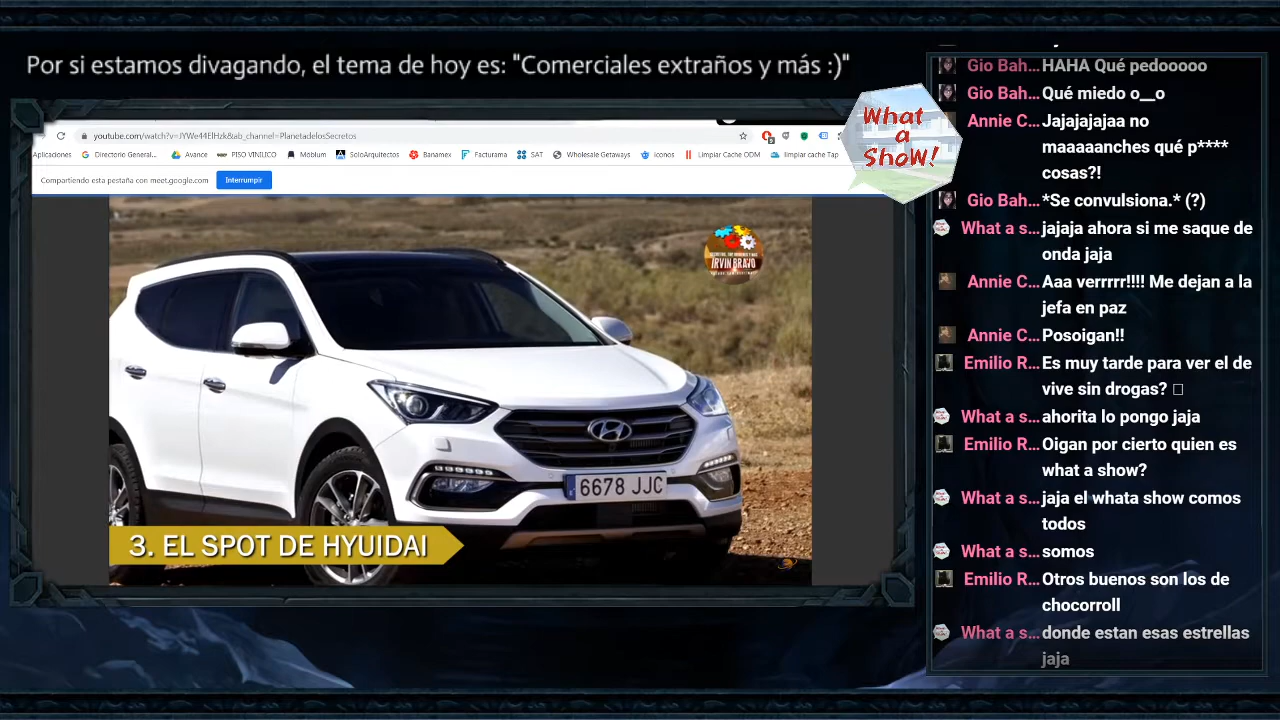 Por si estamos divagando, el tema de hoy es: "Comerciales extraños y más :)"
youtube.com/watch?v=JYWe44ElHzk&ab_channel=PlanetadelosSecretos
Aplicaciones Directorio General... Avance PISO VINILICO Möblum SoloArquitectos Banamex Facturama SAT Wholesale Getaways Iconos Limpiar Cache ODM limpiar cache Tap
Compartiendo esta pestaña con meet.google.com Interrumpir
What
a
ShoW!
IRVIN BRAVO
6678 JJC
3. EL SPOT DE HYUIDAI
Gio Bah... HAHA Qué pedooooo
Gio Bah... Qué miedo o__o
Annie C... Jajajajajaa no
maaaaanches qué p****
cosas?!
Gio Bah... *Se convulsiona.* (?)
What a s... jajaja ahora si me saque de
onda jaja
Annie C... Aaa verrrrr!!!! Me dejan a la
jefa en paz
Annie C... Posoigan!!
Emilio R... Es muy tarde para ver el de
vive sin drogas?
What a s... ahorita lo pongo jaja
Emilio R... Oigan por cierto quien es
what a show?
What a s... jaja el whata show comos
todos
What a s... somos
Emilio R... Otros buenos son los de
chocorroll
What a s... donde estan esas estrellas
jaja